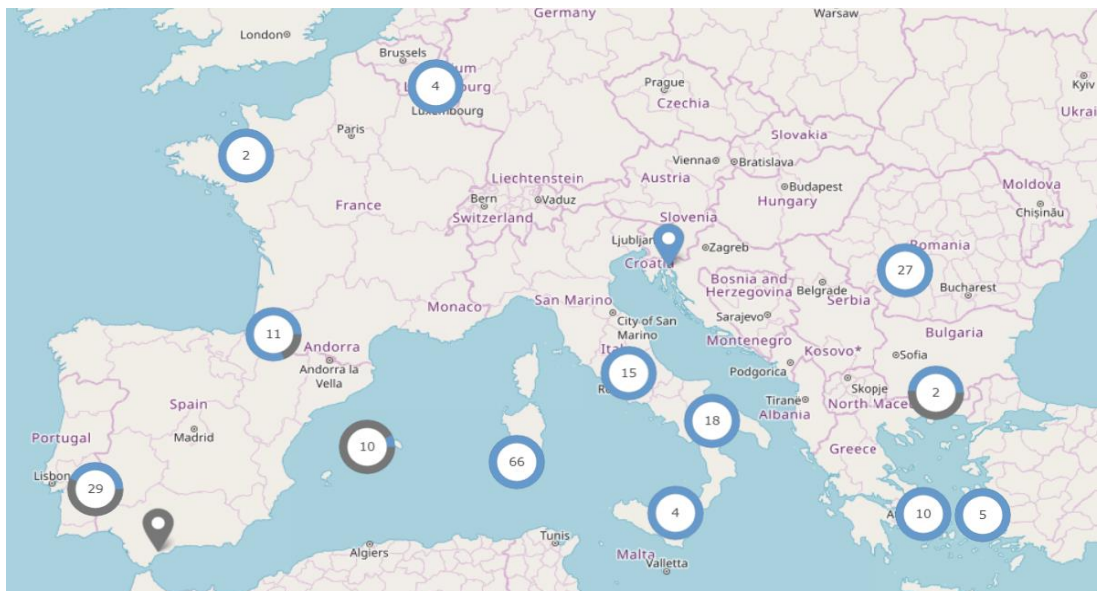 Germany
Warsaw
London
Brussels
Kyiv
4
Luxembourg
Prague
Czechia
Ukrai
Paris
Slovakia
2
Vienna
Bratislava
Liechtenstein
Austria
Budapest
Moldova
Hungary
France
Bern
Vaduz
Chișinău
Switzerland
Slovenia
Ljubljan
Zagreb
Romania
Croatia
27
Bosnia and
Herzegovina
Belgrade
Bucharest
Monaco
San Marino
Serbia
City of San
Marino
Sarajevo
11
Bulgaria
Montenegro
Andorra
Ital
Kosovo*
Sofia
Andorra la
Vella
Podgorica
15
Skopje
2
Spain
Ro
Tirane
North Mace
Albania
18
Portugal
Madrid
10
Greece
66
Lisbon
29
4
A
10
5
Tunis
Algiers
Malta
Valletta